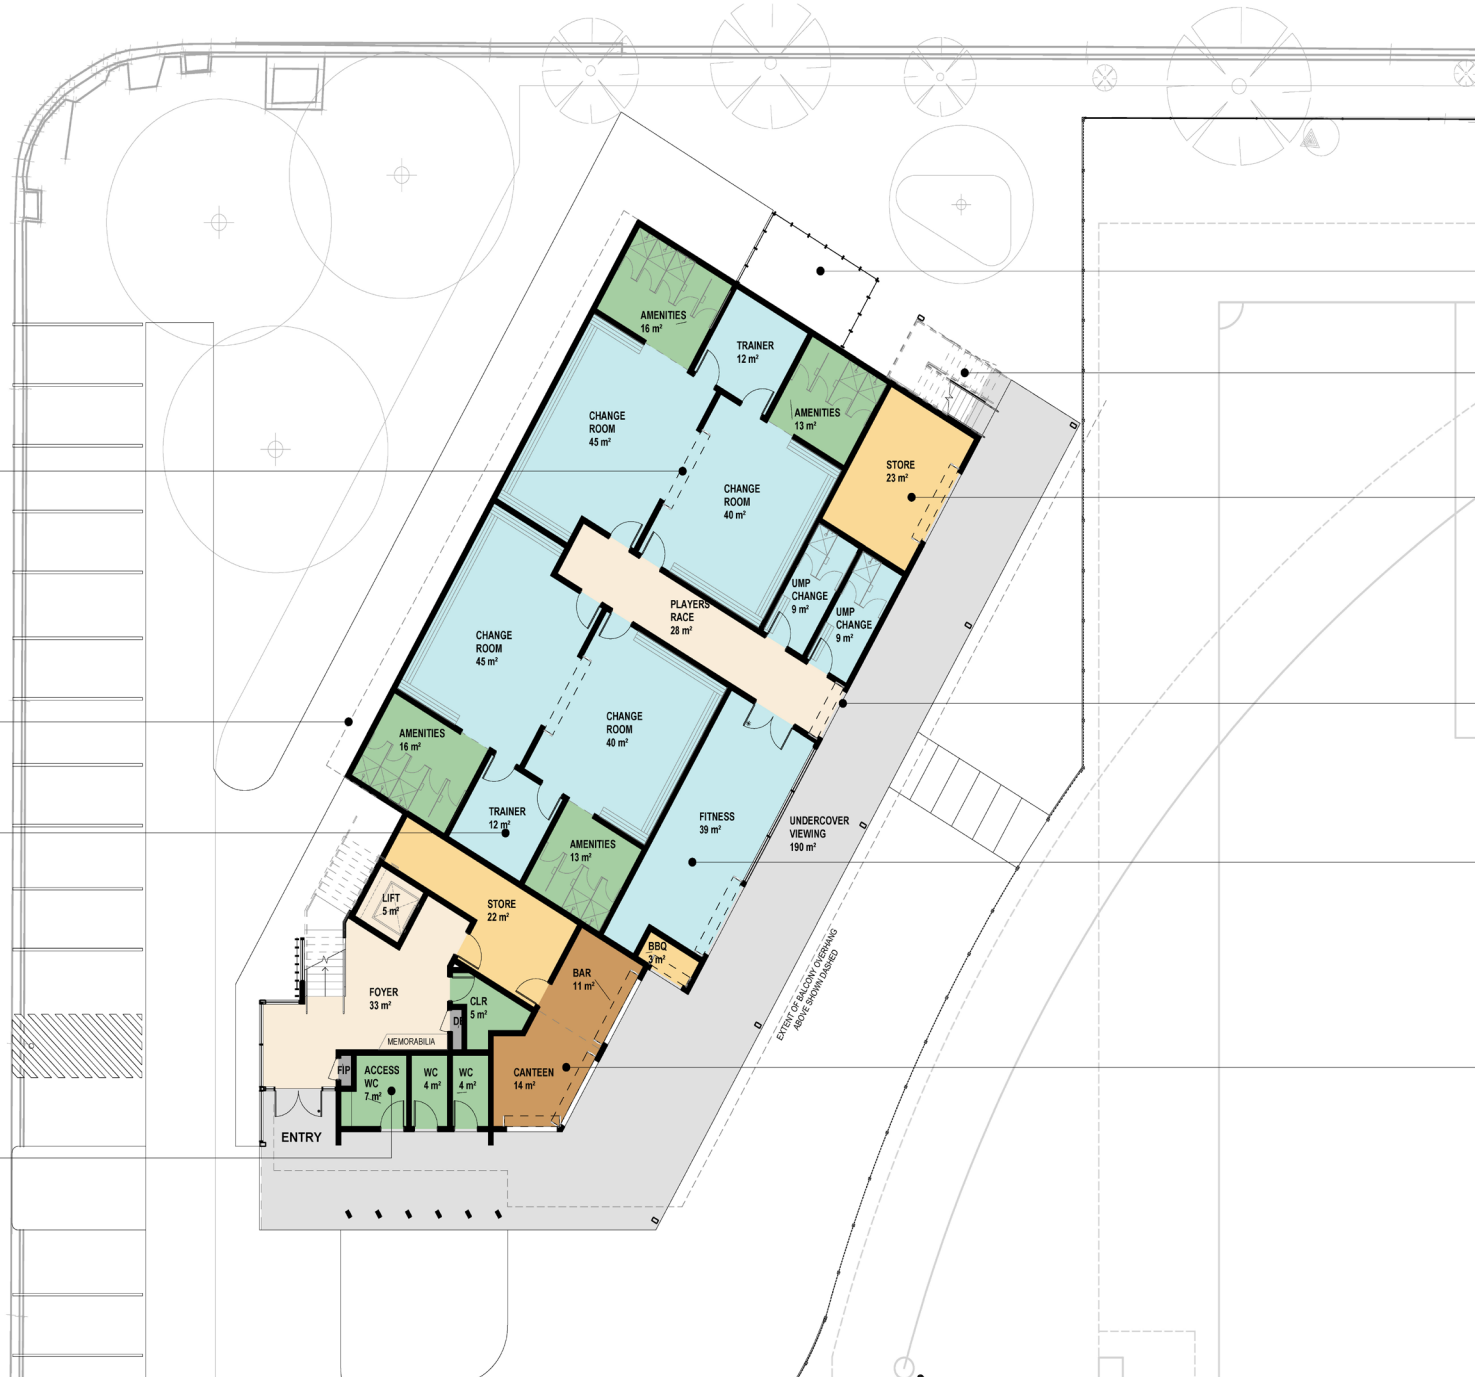 AMENITIES
16 m²
TRAINER
12 m²
CHANGE
ROOM
45 m²
AMENITIES
13 m²
STORE
23 m²
CHANGE
ROOM
40 m²
UMP
CHANGE
9 m²
UMP
CHANGE
9 m²
PLAYERS
RACE
28 m²
CHANGE
ROOM
45 m²
CHANGE
ROOM
40 m²
AMENITIES
16 m²
TRAINER
12 m²
FITNESS
39 m²
UNDERCOVER
VIEWING
190 m²
AMENITIES
13 m²
LIFT
5 m²
STORE
22 m²
BBQ
3 m²
BAR
11 m²
EXTENT OF BALCONY OVERHANG
ABOVE SHOWN DASHED
FOYER
33 m²
CLR
5 m²
MEMORABILIA
FIP
ACCESS
WC
7 m²
WC
4 m²
WC
4 m²
CANTEEN
14 m²
ENTRY